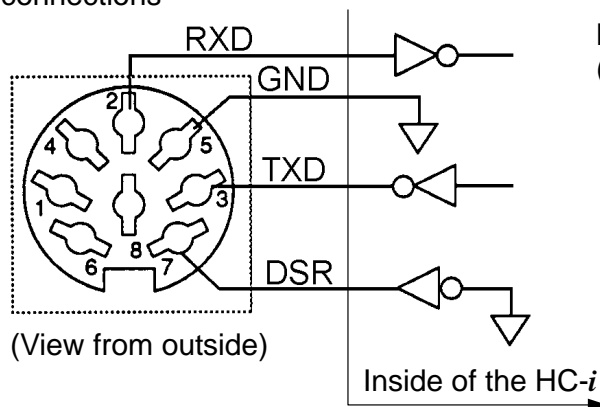 connections
RXD
GND
TXD
DSR
2
4
5
1
3
6
8
7
(View from outside)
Inside of the HC-i
(